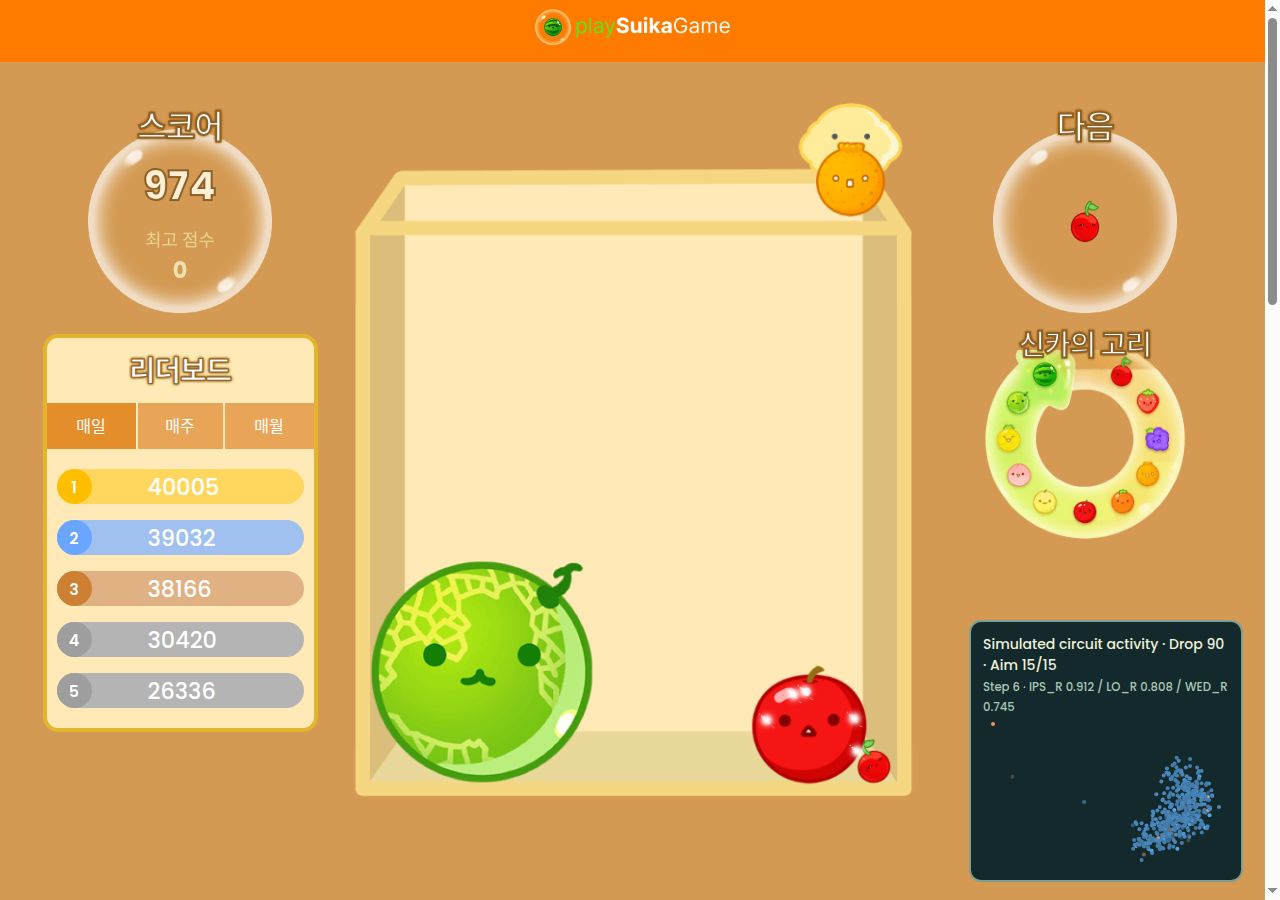 playSuikaGame
스코어
974
최고 점수
0
리더보드
매일 매주 매월
1 40005
2 39032
3 38166
4 30420
5 26336
다음
신카의 고리
Simulated circuit activity · Drop 90
· Aim 15/15
Step 6 · IPS_R 0.912 / LO_R 0.808 / WED_R
0.745